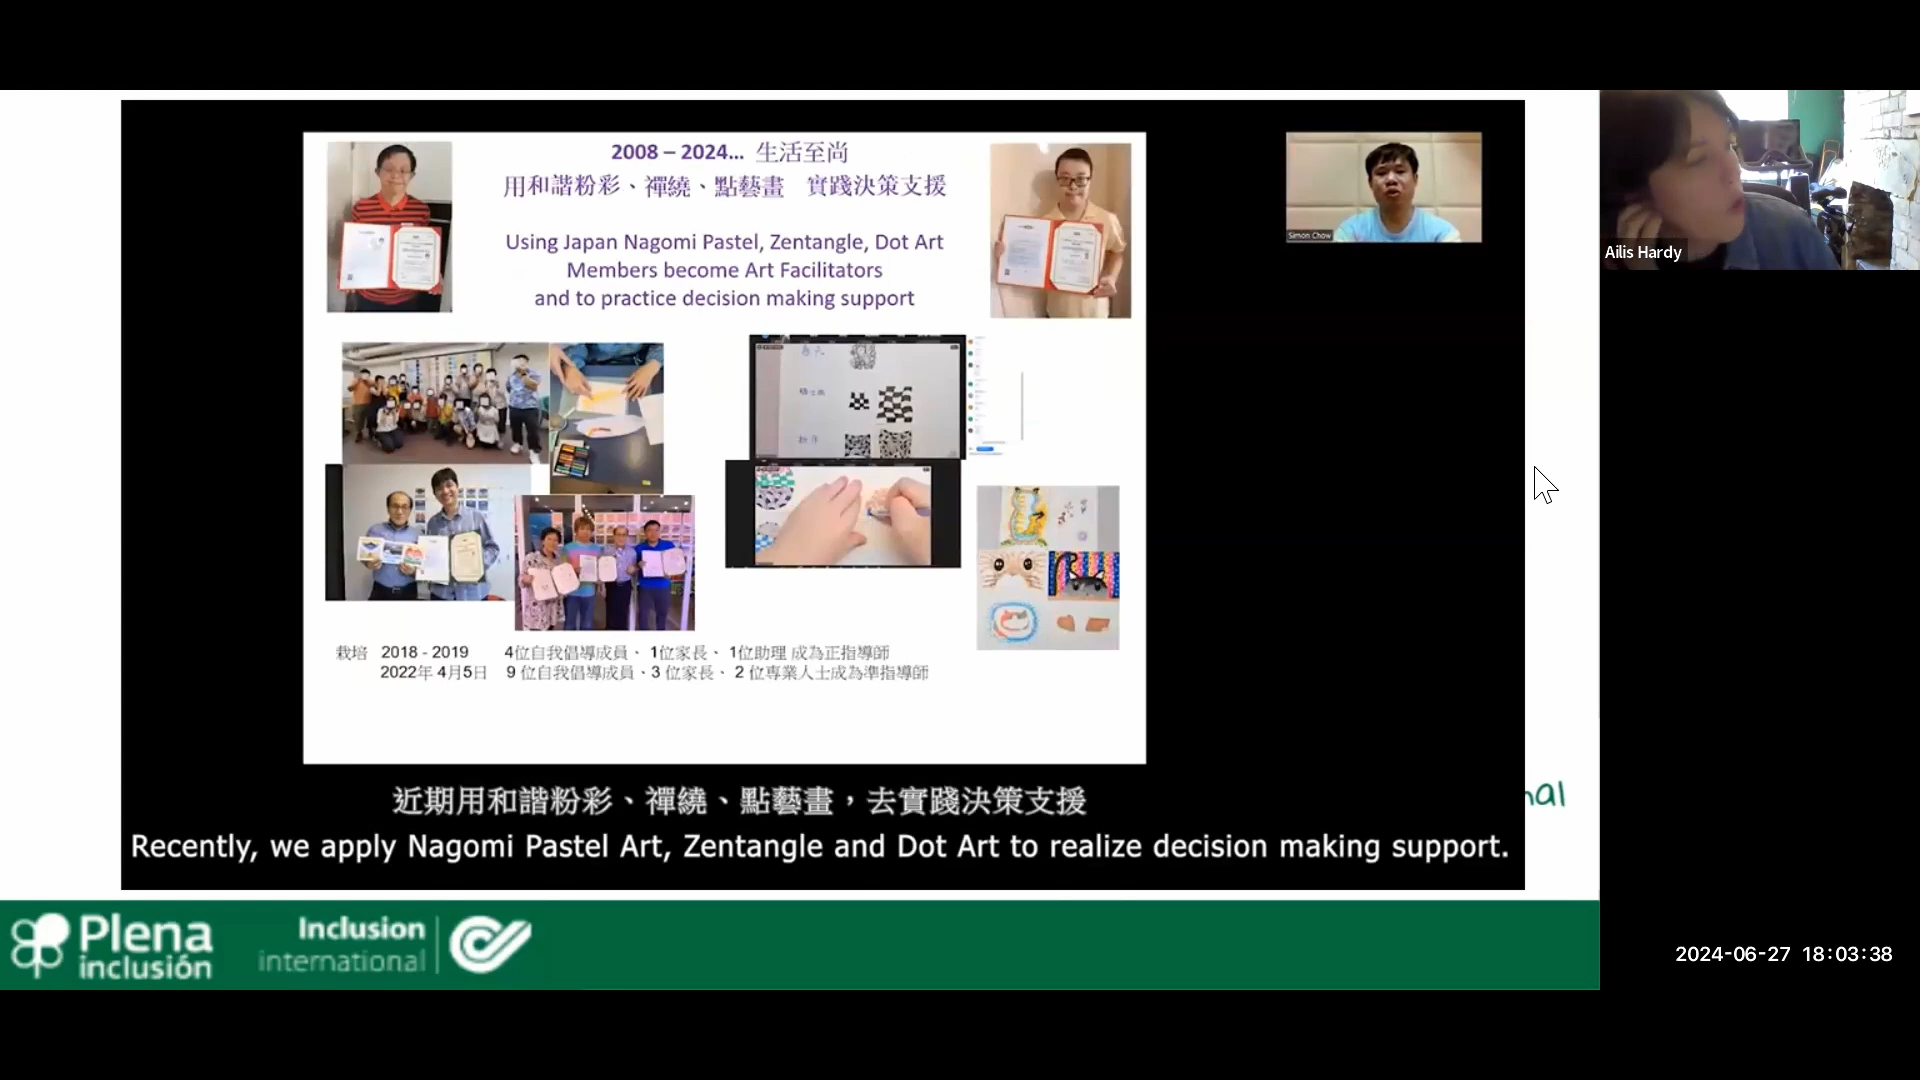 2008 – 2024... 生活至尚
用和諧粉彩、禪繞、點藝畫 實踐決策支援
Using Japan Nagomi Pastel, Zentangle, Dot Art
Members become Art Facilitators
and to practice decision making support
栽培 2018 - 2019 4位自我倡導成員、 1位家長、 1位助理 成為正指導師
2022年 4月5日 9 位自我倡導成員、3 位家長、 2 位專業人士成為準指導師
近期用和諧粉彩、禪繞、點藝畫，去實踐決策支援
Recently, we apply Nagomi Pastel Art, Zentangle and Dot Art to realize decision making support.
Simon Chow
Ailis Hardy
nal
Plena
inclusión
Inclusion
international
2024-06-27 18:03:38